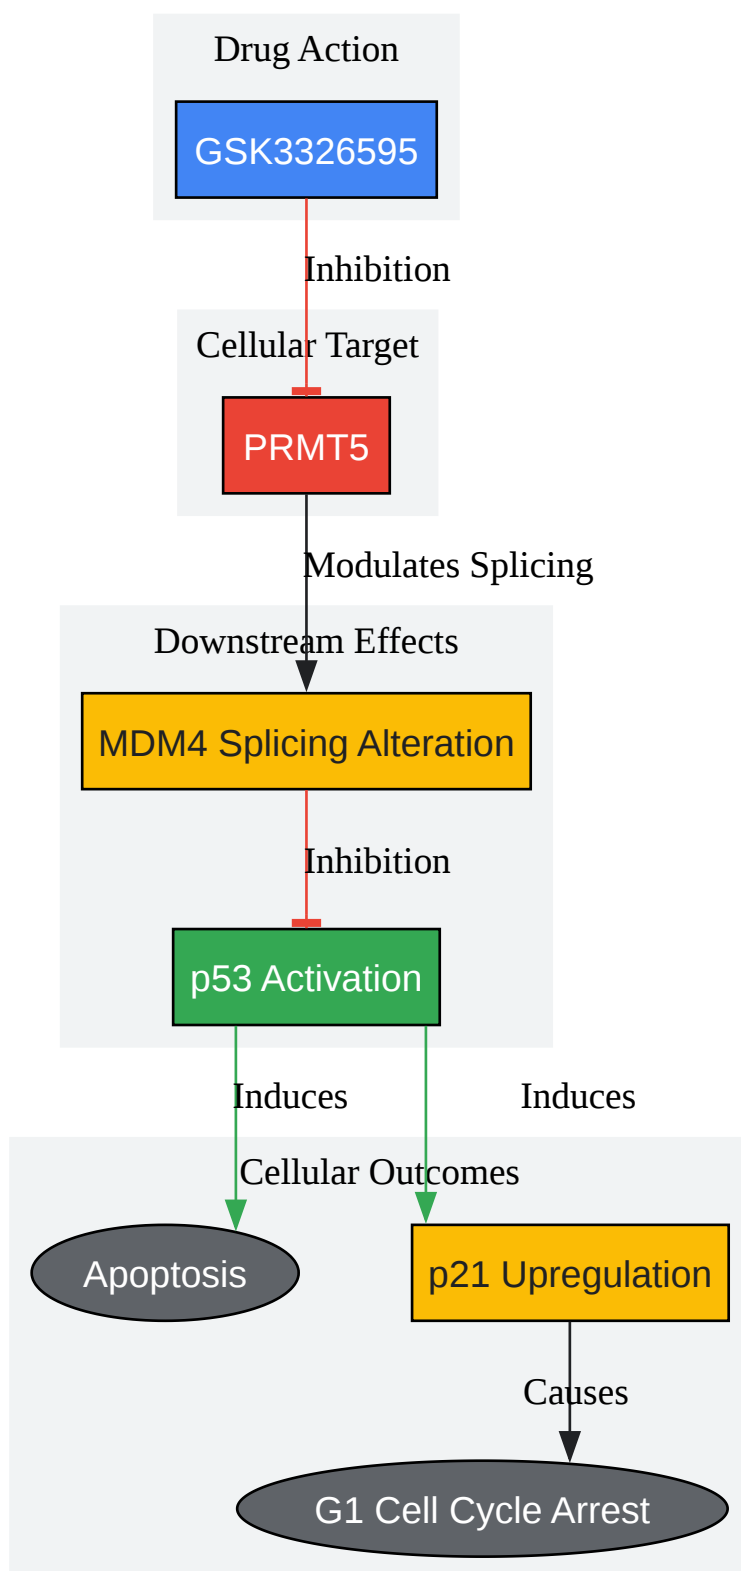 Drug Action
GSK3326595
Inhibition
Cellular Target
PRMT5
Modulates Splicing
Downstream Effects
MDM4 Splicing Alteration
Inhibition
p53 Activation
Induces
Induces
Cellular Outcomes
Apoptosis
p21 Upregulation
Causes
G1 Cell Cycle Arrest